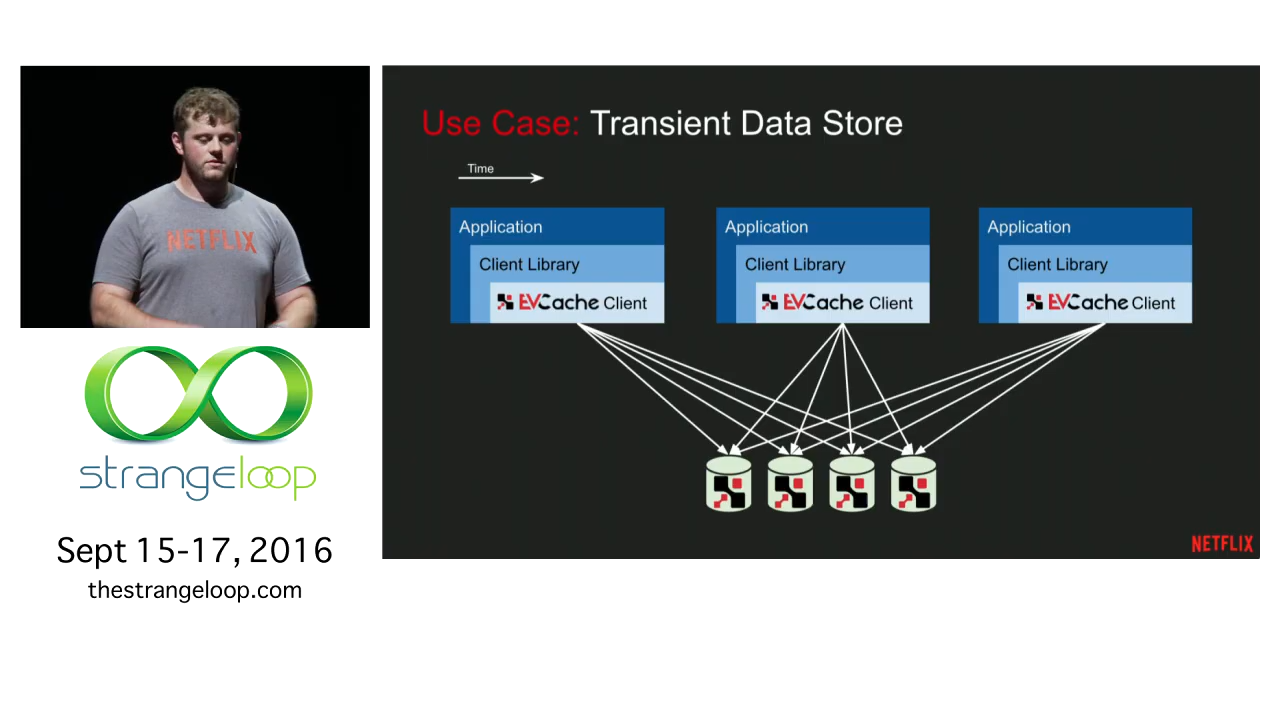 NETFLIX
strangeloop
Sept 15-17, 2016
thestrangeloop.com
Use Case: Transient Data Store
Time
Application
Client Library
EVCache Client
Application
Client Library
EVCache Client
Application
Client Library
EVCache Client
NETFLIX